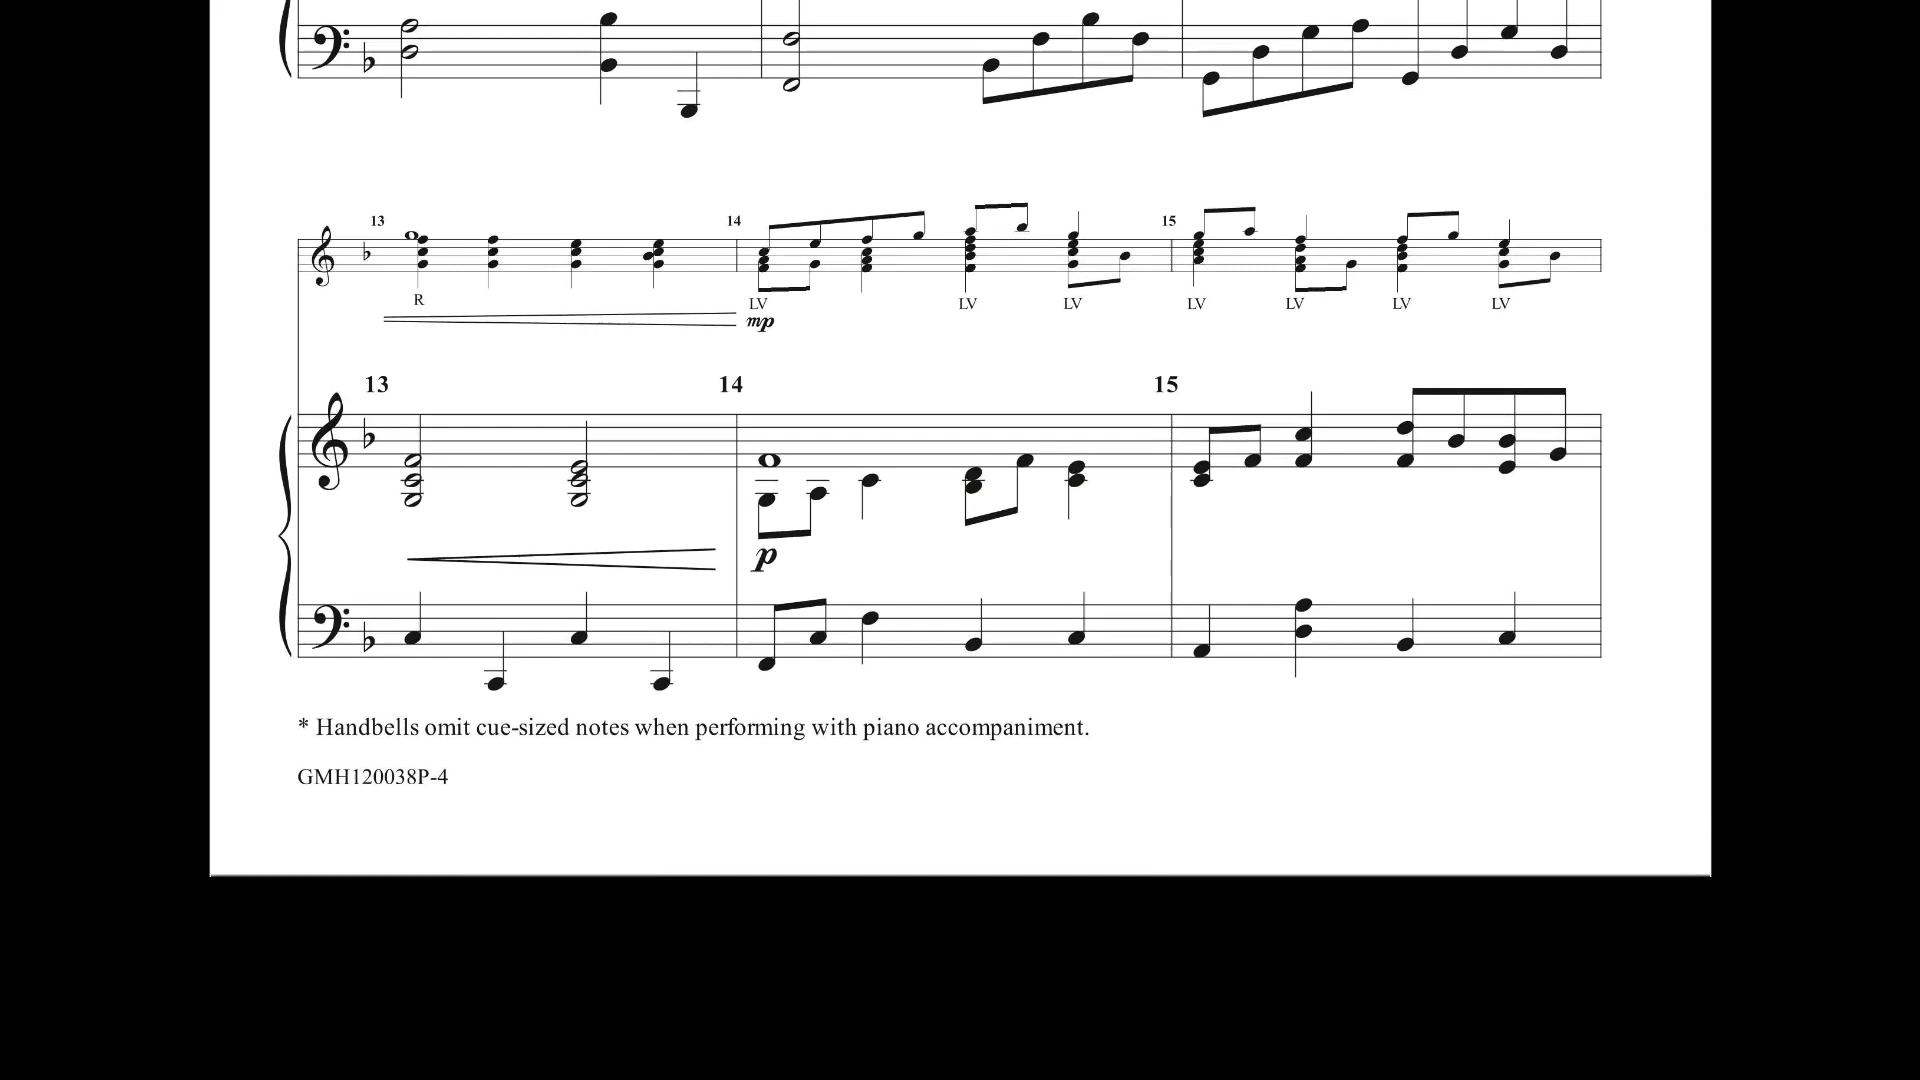 13 14 15
R LV LV LV LV LV LV LV
mp
13 14 15
p
* Handbells omit cue-sized notes when performing with piano accompaniment.
GMH120038P-4